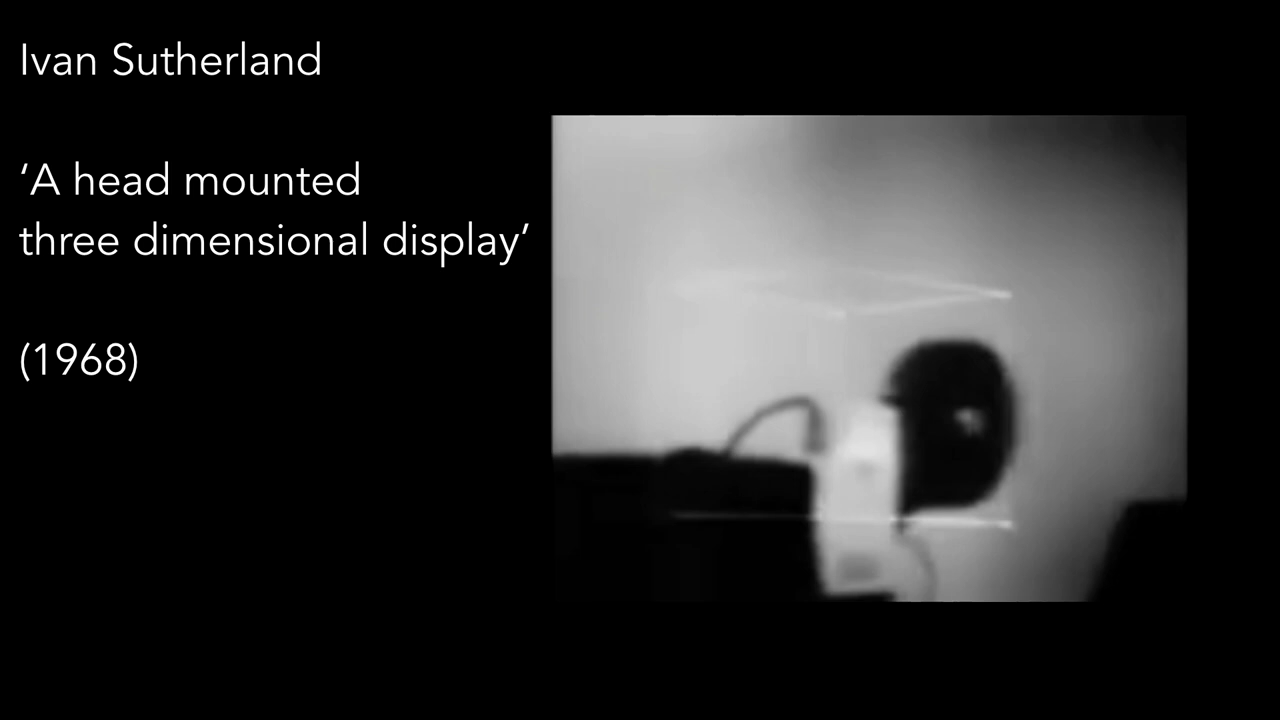 Ivan Sutherland
‘A head mounted
three dimensional display’
(1968)